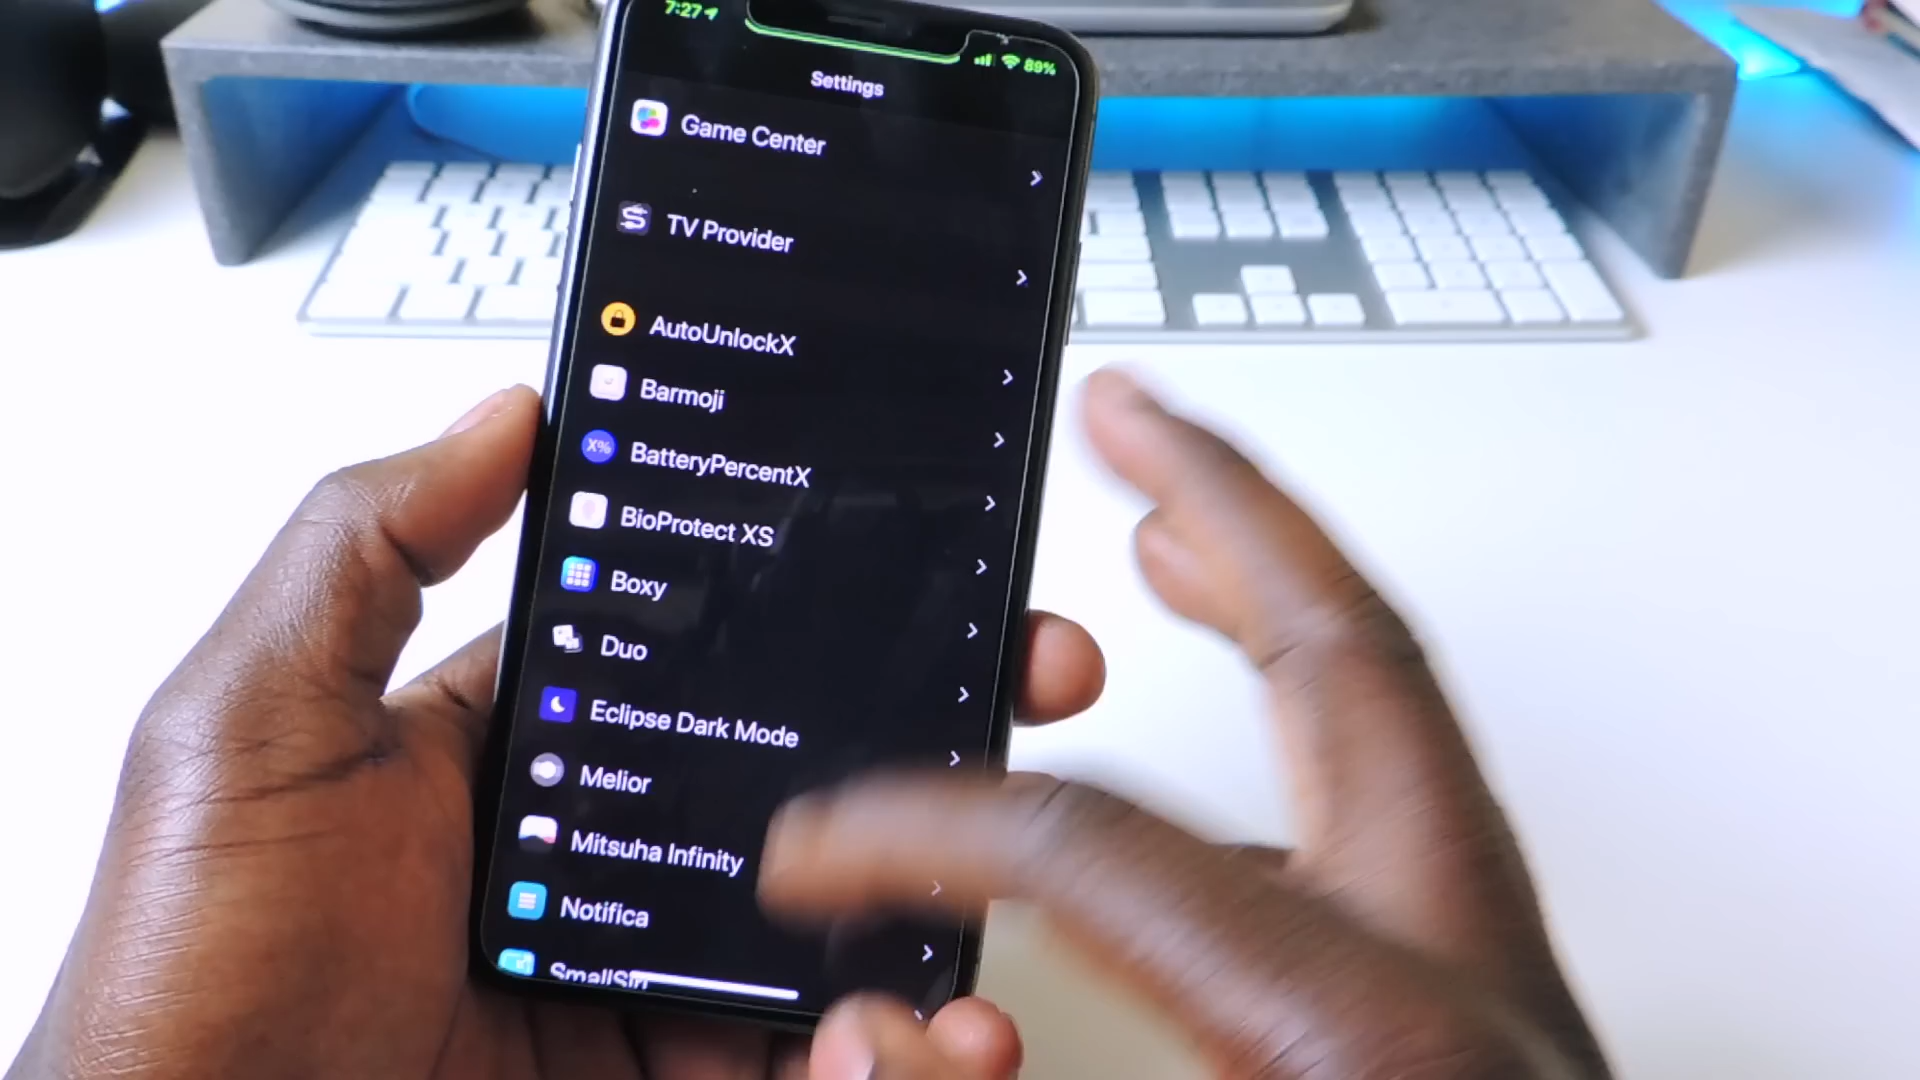 7:27
89%
Settings
Game Center
TV Provider
AutoUnlockX
Barmoji
X%
BatteryPercentX
BioProtect XS
Boxy
Duo
Eclipse Dark Mode
Melior
Mitsuha Infinity
Notifica
SmallSiri